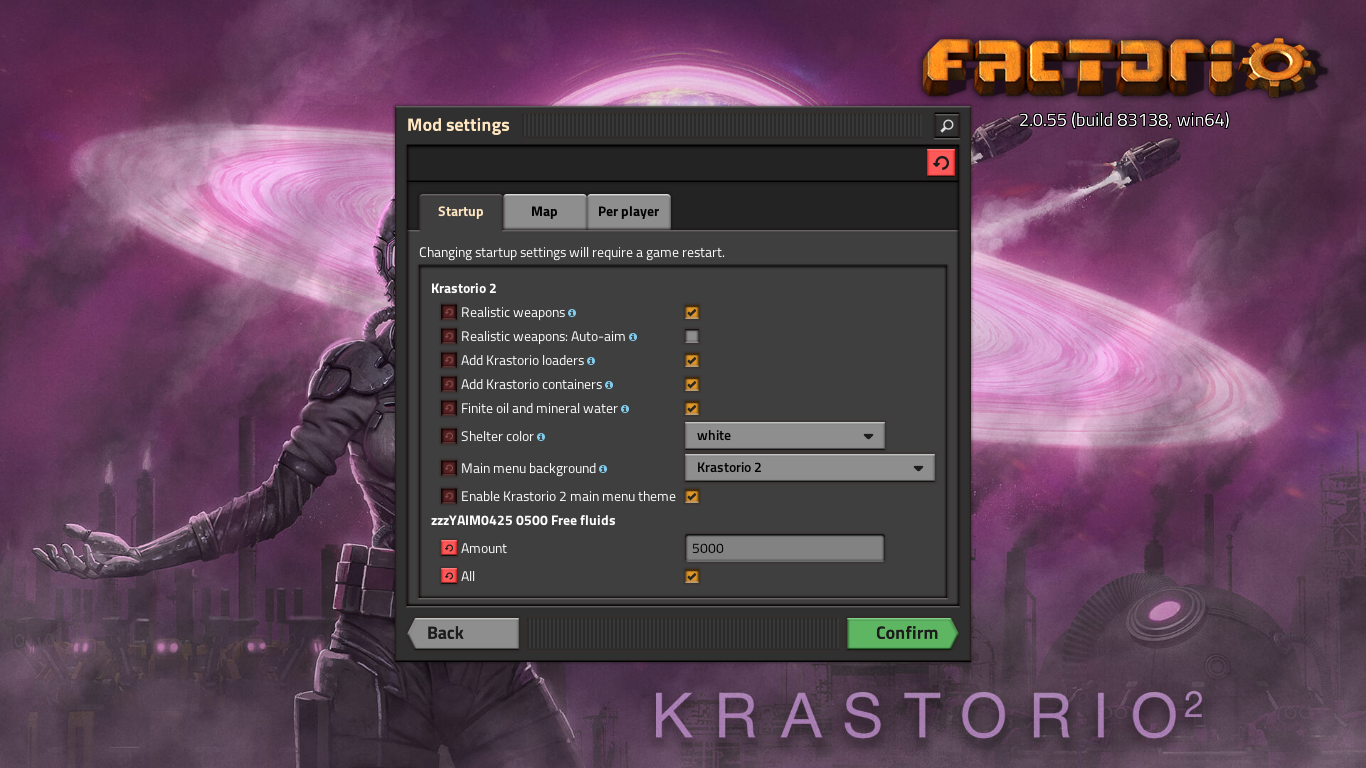 FACTORIO
2.0.55 (build 83138, win64)
Mod settings
Startup
Map
Per player
Changing startup settings will require a game restart.
Krastorio 2
Realistic weapons
Realistic weapons: Auto-aim
Add Krastorio loaders
Add Krastorio containers
Finite oil and mineral water
Shelter color white
Main menu background Krastorio 2
Enable Krastorio 2 main menu theme
zzzYAIM0425 0500 Free fluids
Amount 5000
All
Back
Confirm
KRASTORIO²